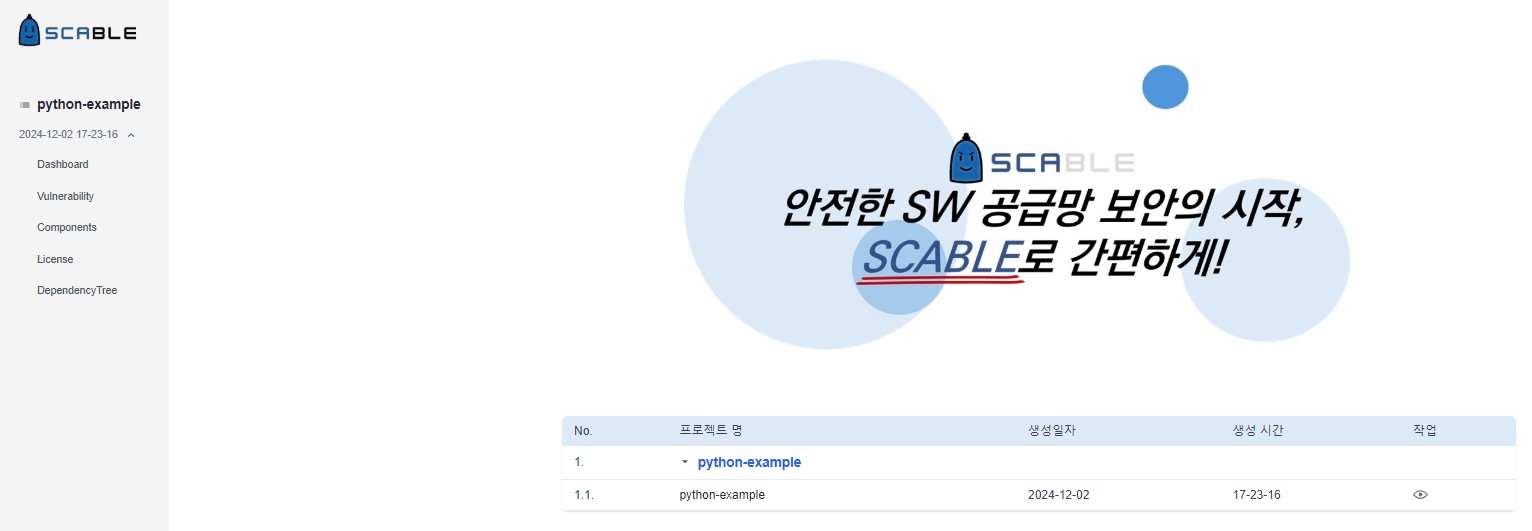 SCABLE
python-example
2024-12-02 17-23-16
Dashboard
Vulnerability
Components
License
DependencyTree
SCABLE
안전한 SW 공급망 보안의 시작,
SCABLE로 간편하게!
No. 프로젝트 명 생성일자 생성 시간 작업
1. python-example
1.1. python-example 2024-12-02 17-23-16